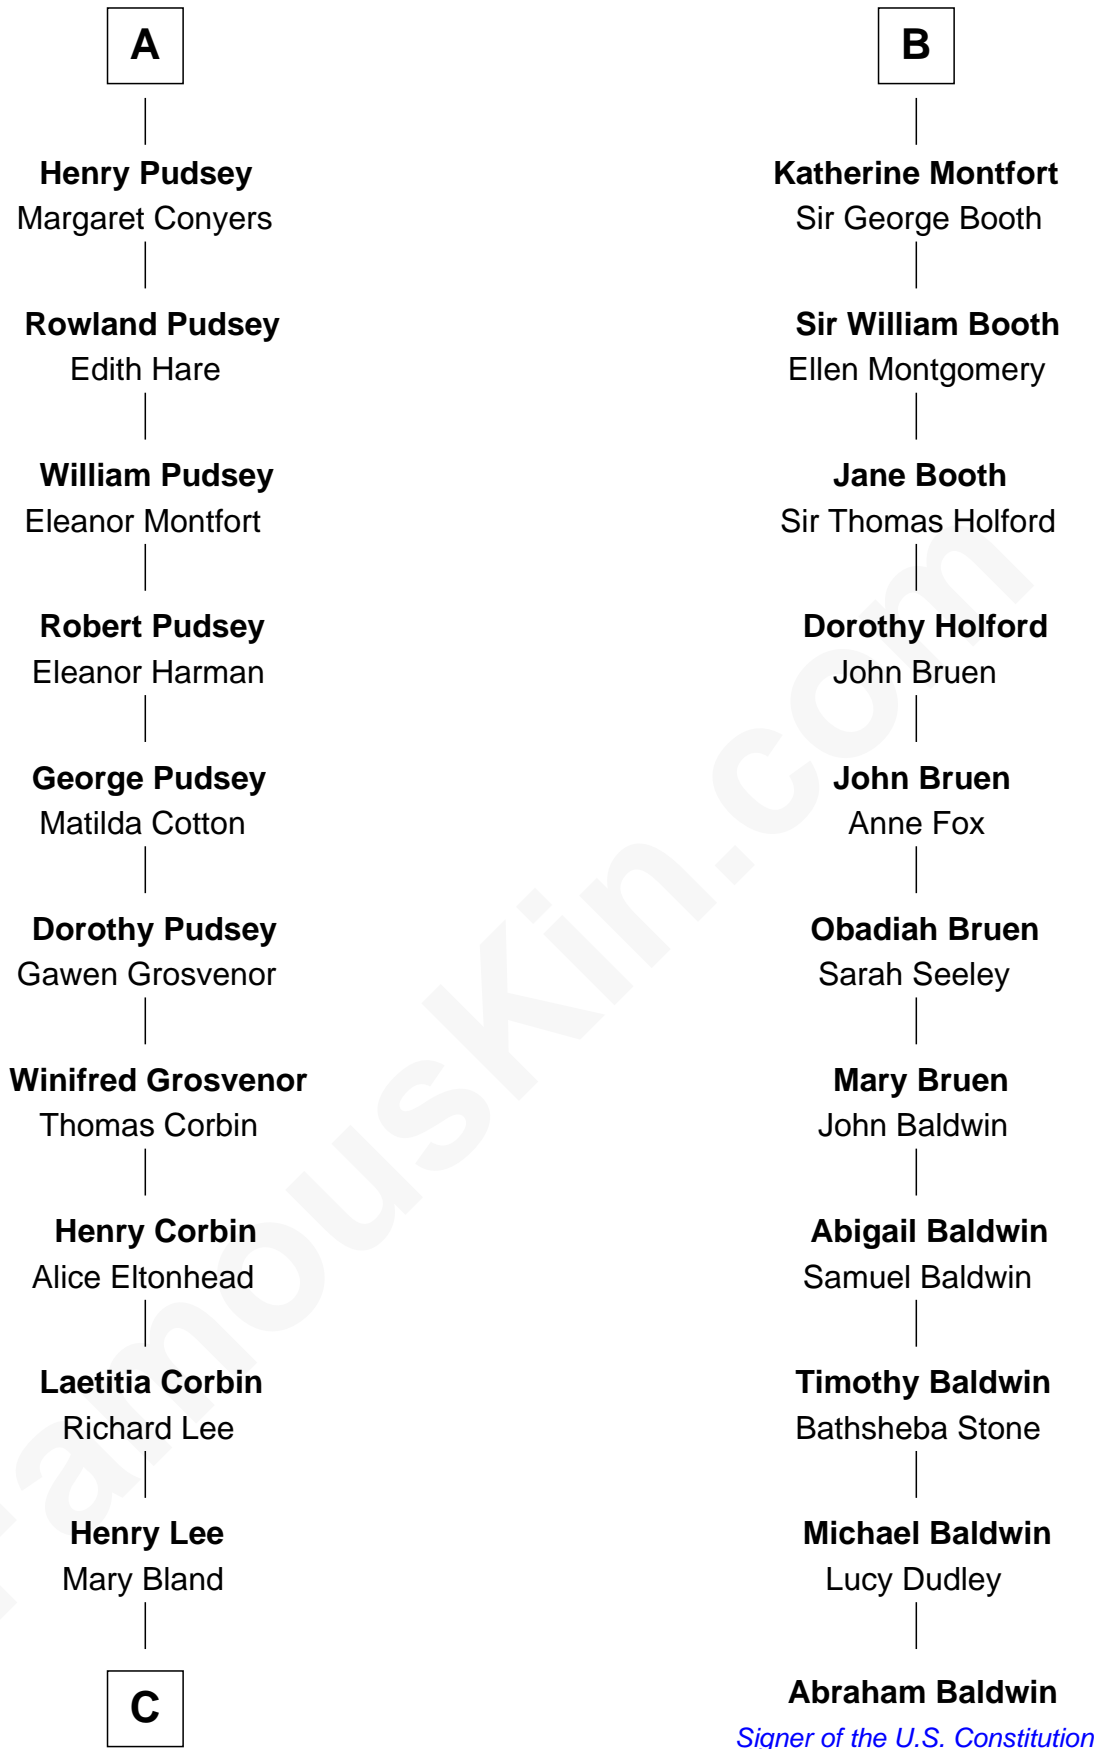 A
Henry Pudsey
Margaret Conyers
Rowland Pudsey
Edith Hare
William Pudsey
Eleanor Montfort
Robert Pudsey
Eleanor Harman
George Pudsey
Matilda Cotton
Dorothy Pudsey
Gawen Grosvenor
Winifred Grosvenor
Thomas Corbin
Henry Corbin
Alice Eltonhead
Laetitia Corbin
Richard Lee
Henry Lee
Mary Bland
C
B
Katherine Montfort
Sir George Booth
Sir William Booth
Ellen Montgomery
Jane Booth
Sir Thomas Holford
Dorothy Holford
John Bruen
John Bruen
Anne Fox
Obadiah Bruen
Sarah Seeley
Mary Bruen
John Baldwin
Abigail Baldwin
Samuel Baldwin
Timothy Baldwin
Bathsheba Stone
Michael Baldwin
Lucy Dudley
Abraham Baldwin
Signer of the U.S. Constitution
FamousKin.com